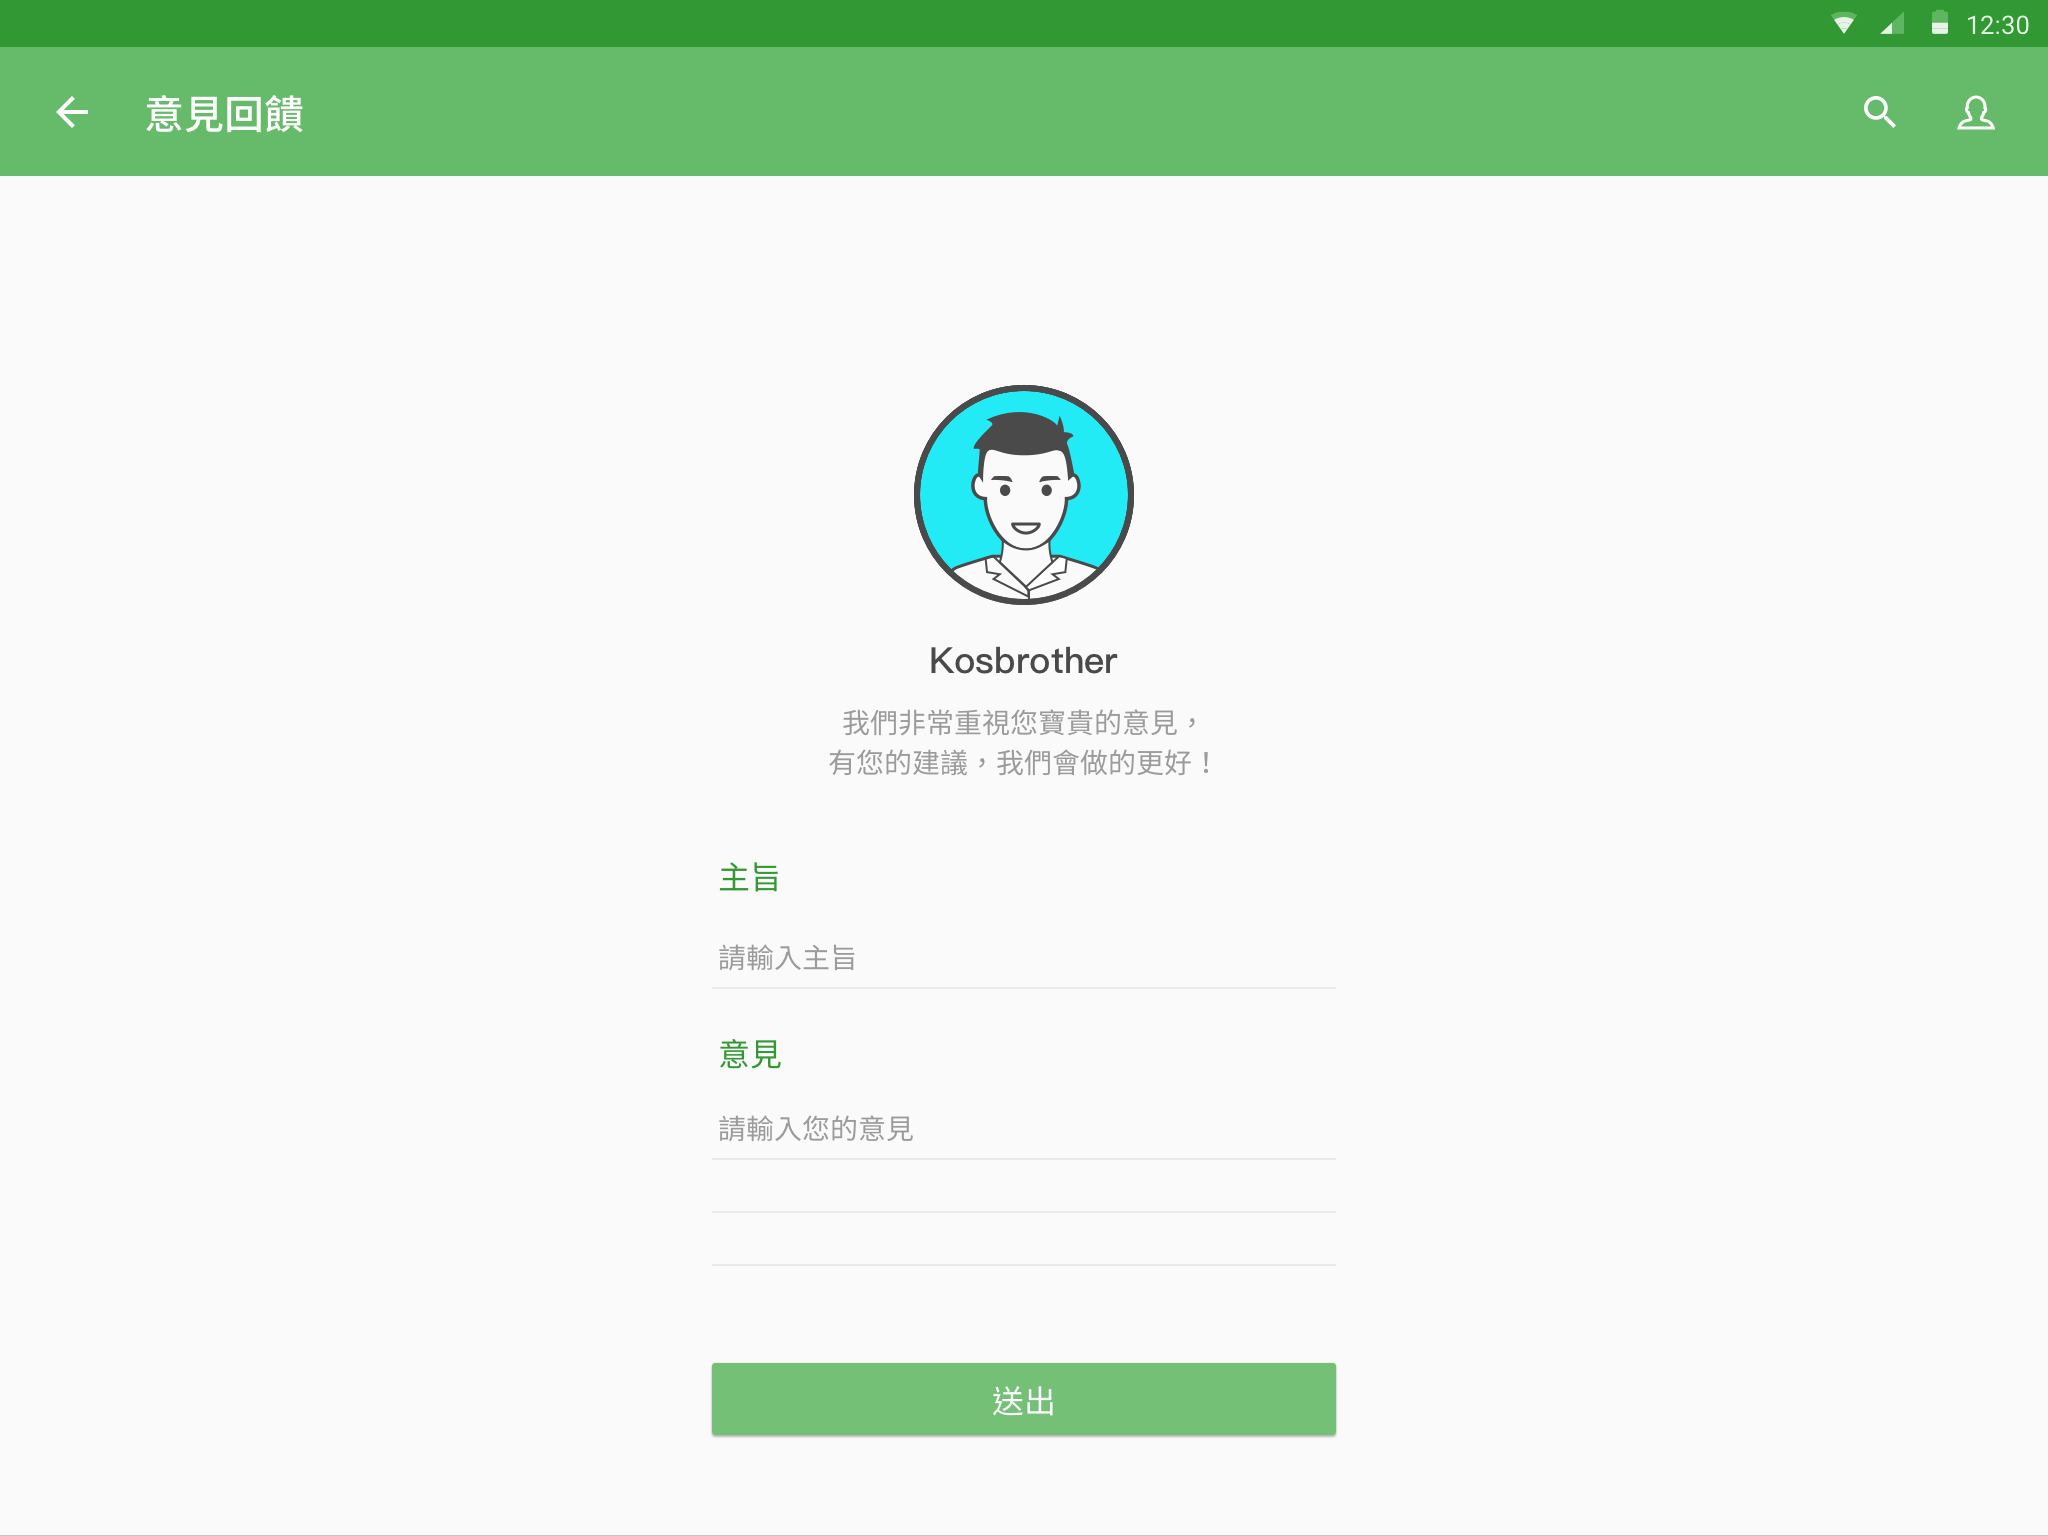 12:30
意見回饋
Kosbrother
我們非常重視您寶貴的意見，
有您的建議，我們會做的更好！
主旨
請輸入主旨
意見
請輸入您的意見
送出